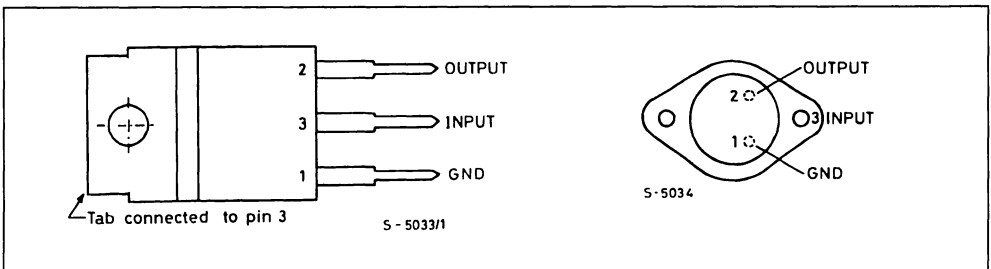 2 OUTPUT
3 INPUT
1 GND
Tab connected to pin 3
S-5033/1
OUTPUT
2
3 INPUT
1
GND
S-5034